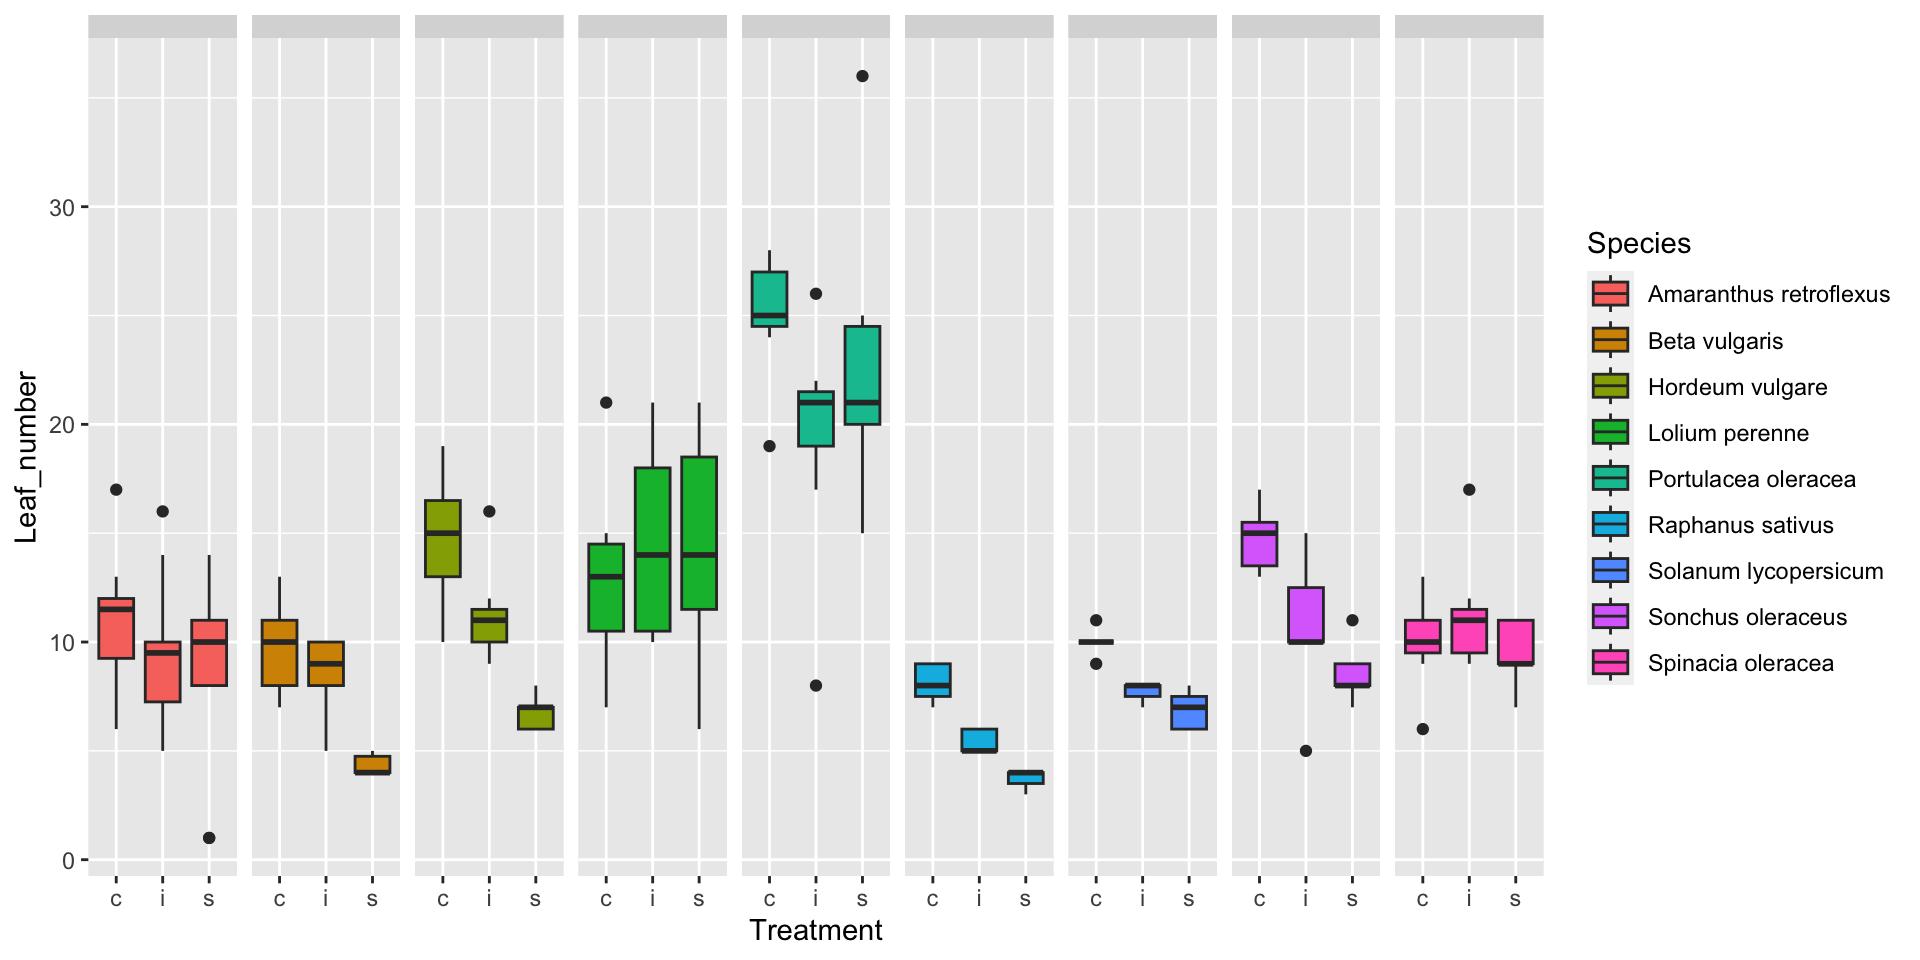 Leaf_number
30
20
10
0
c i s c i s c i s c i s c i s c i s c i s c i s c i s
Treatment
Species
Amaranthus retroflexus
Beta vulgaris
Hordeum vulgare
Lolium perenne
Portulacea oleracea
Raphanus sativus
Solanum lycopersicum
Sonchus oleraceus
Spinacia oleracea